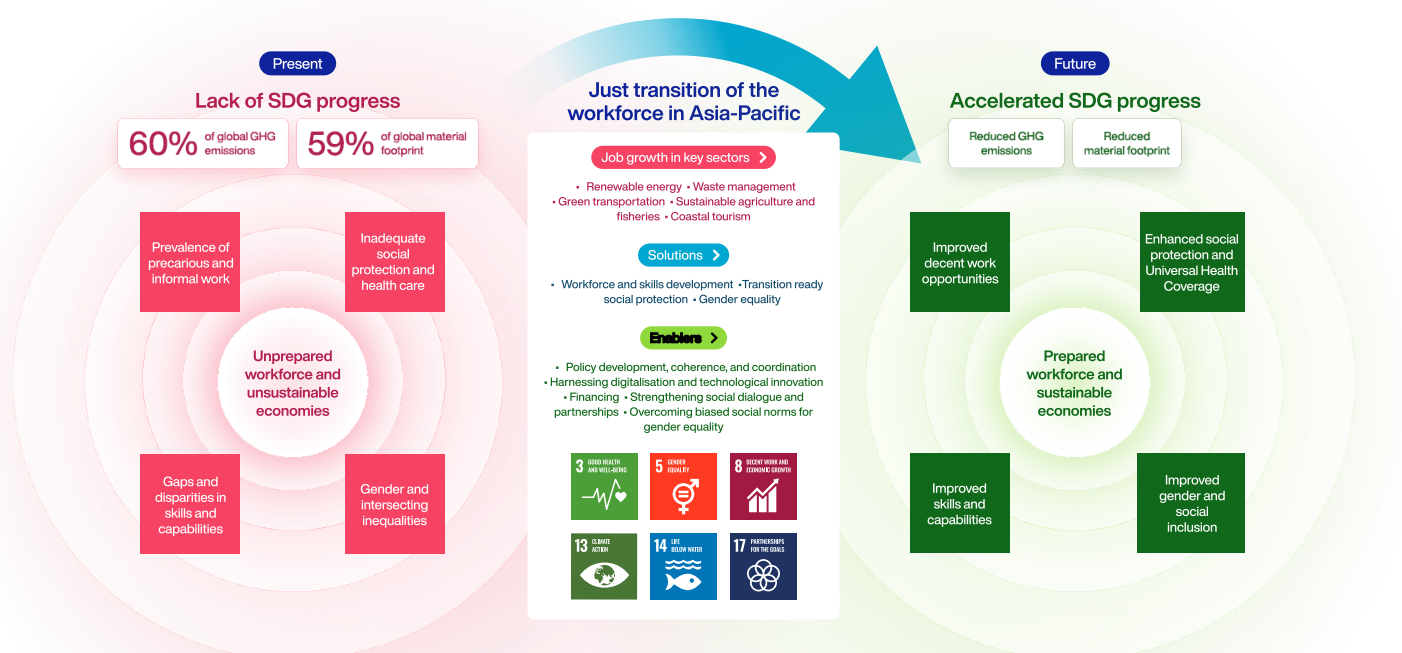 Present
Lack of SDG progress
60% of global GHG
emissions
59% of global material
footprint
Prevalence of
precarious and
informal work
Inadequate
social
protection and
health care
Unprepared
workforce and
unsustainable
economies
Gaps and
disparities in
skills and
capabilities
Gender and
intersecting
inequalities
Just transition of the
workforce in Asia-Pacific
Job growth in key sectors
• Renewable energy • Waste management
• Green transportation • Sustainable agriculture and
fisheries • Coastal tourism
Solutions
• Workforce and skills development •Transition ready
social protection • Gender equality
Enablers
• Policy development, coherence, and coordination
• Harnessing digitalisation and technological innovation
• Financing • Strengthening social dialogue and
partnerships • Overcoming biased social norms for
gender equality
3 GOOD HEALTH
AND WELL-BEING
5 GENDER
EQUALITY
8 DECENT WORK AND
ECONOMIC GROWTH
13 CLIMATE
ACTION
14 LIFE
BELOW WATER
17 PARTNERSHIPS
FOR THE GOALS
Future
Accelerated SDG progress
Reduced GHG
emissions
Reduced
material footprint
Improved
decent work
opportunities
Enhanced social
protection and
Universal Health
Coverage
Prepared
workforce and
sustainable
economies
Improved
skills and
capabilities
Improved
gender and
social
inclusion